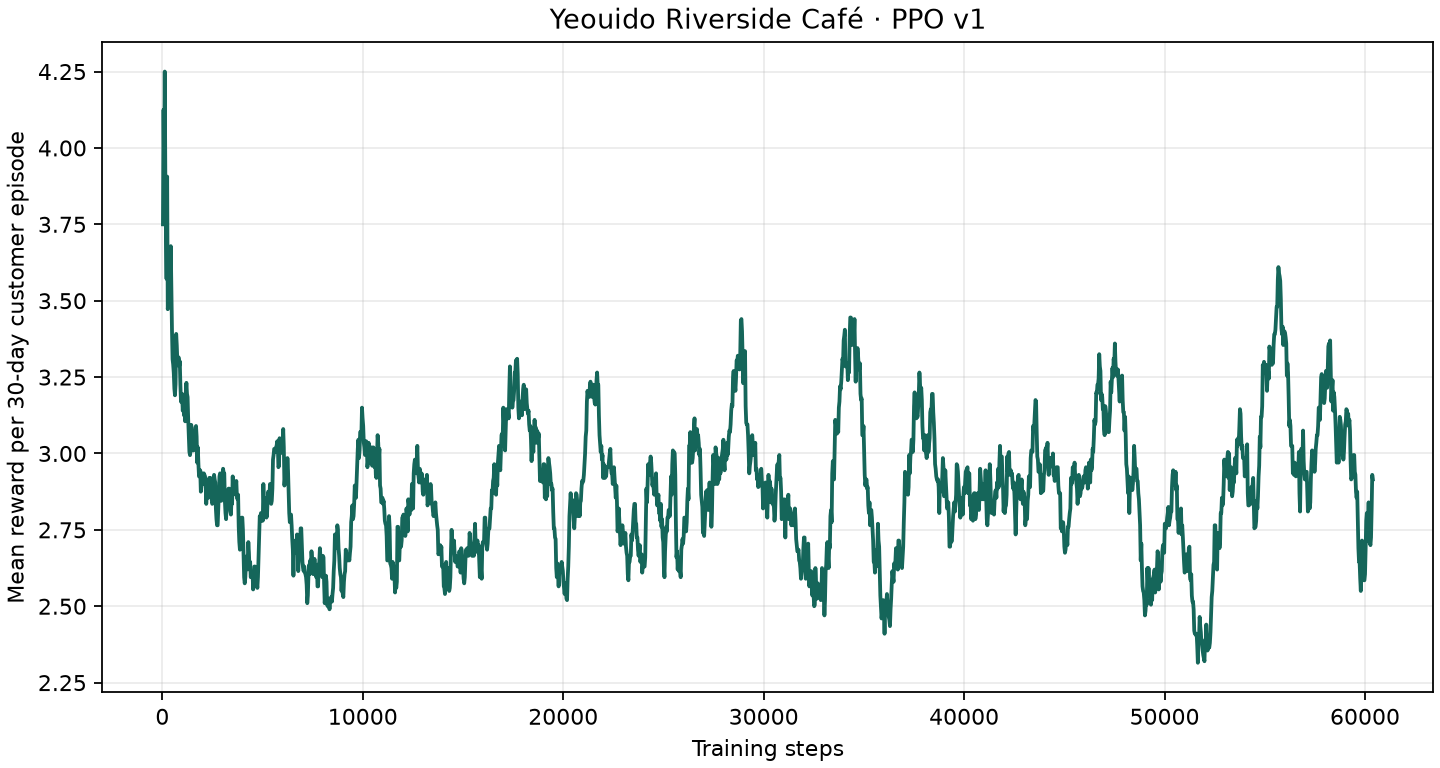 Yeouido Riverside Café · PPO v1
Mean reward per 30-day customer episode
4.25
4.00
3.75
3.50
3.25
3.00
2.75
2.50
2.25
0 10000 20000 30000 40000 50000 60000
Training steps